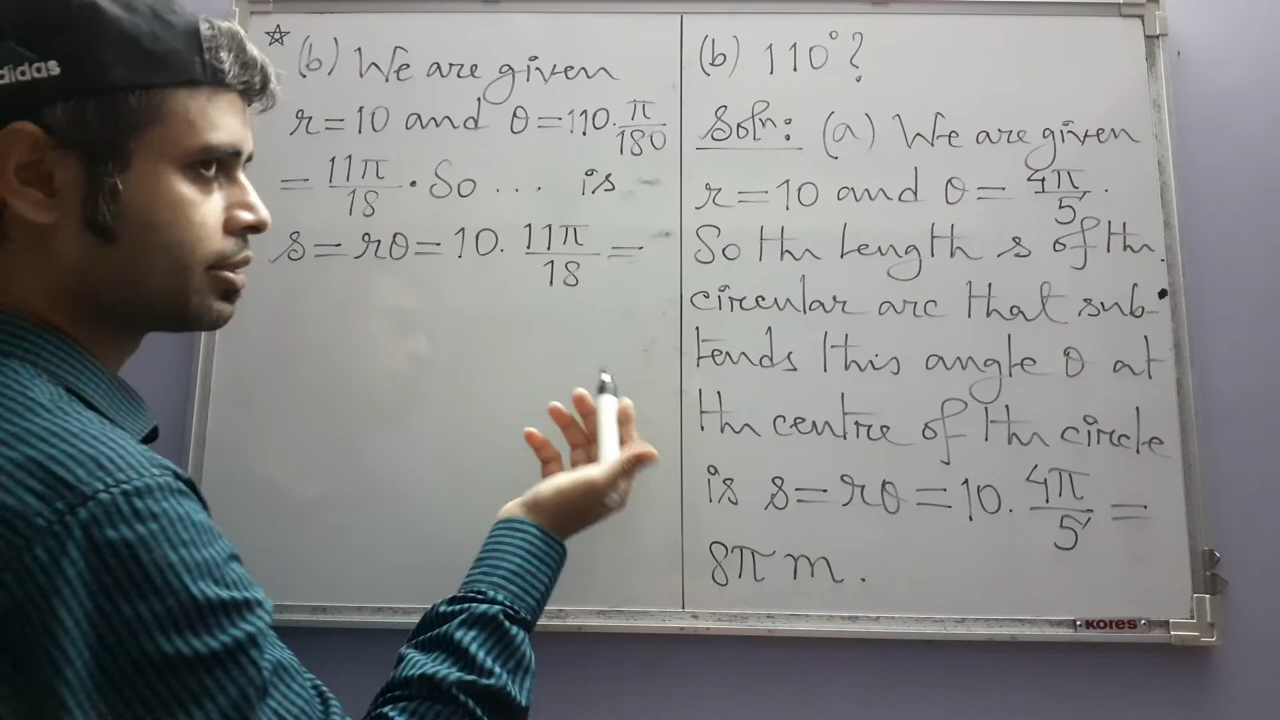 adidas
☆ (b) We are given
r=10 and θ=110.π/180
= 11π/18 . So ... is
s=rθ=10. 11π/18 =
(b) 110°?
Soln: (a) We are given
r=10 and θ= 4π/5 .
So the length s of the
circular arc that sub-
tends this angle θ at
the centre of the circle
is s=rθ=10. 4π/5 =
8π m.
KORES